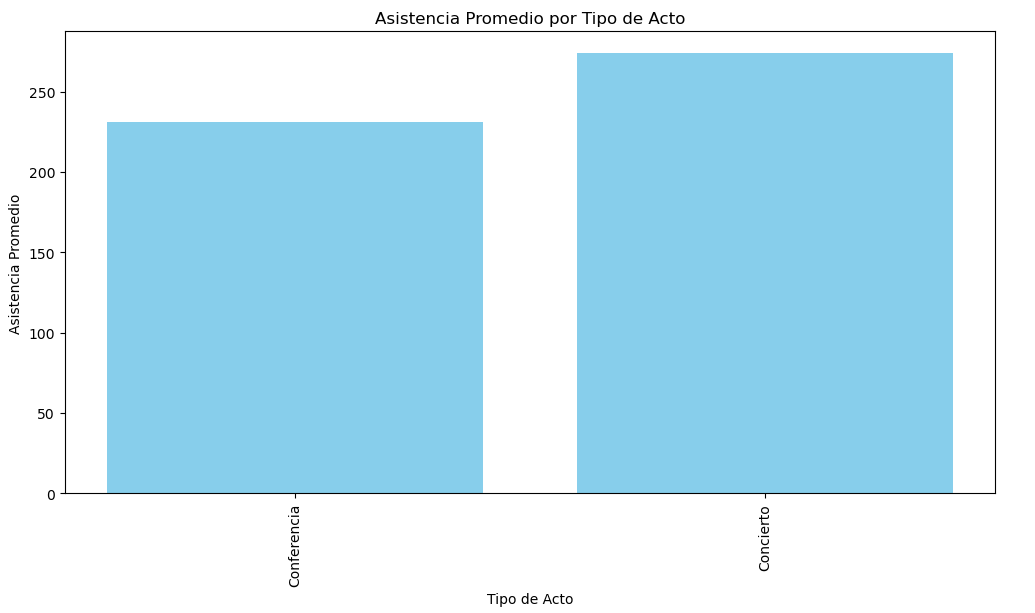 Asistencia Promedio por Tipo de Acto
Asistencia Promedio
250
200
150
100
50
0
Conferencia
Concierto
Tipo de Acto